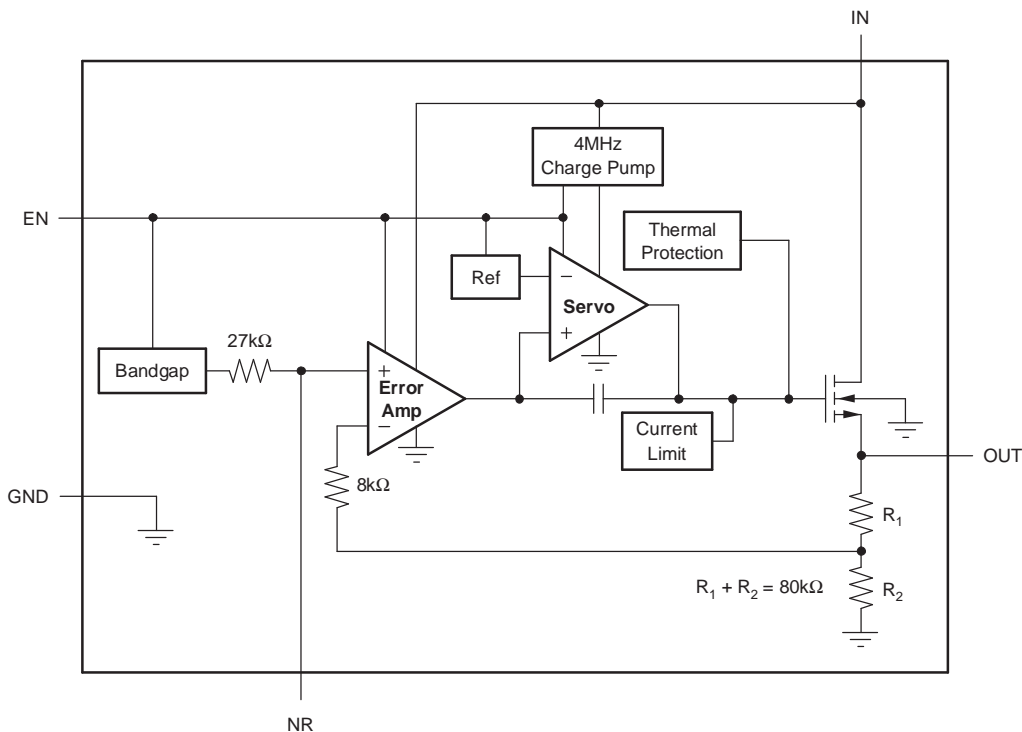 IN
4MHz
Charge Pump
EN
Thermal
Protection
Ref
−
Servo
+
27kΩ
Bandgap
+
Error
Amp
−
Current
Limit
OUT
8kΩ
GND
R1
R1 + R2 = 80kΩ
R2
NR